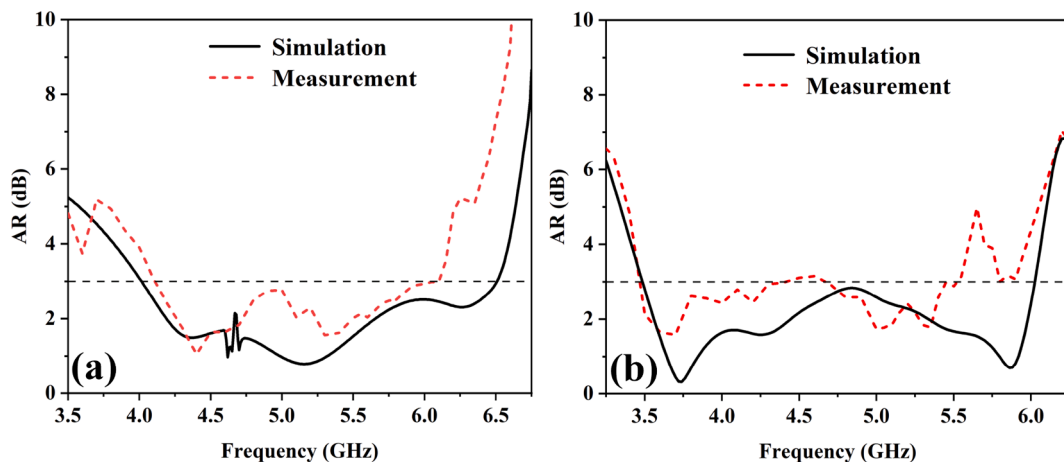 10
8
6
4
2
0
AR (dB)
Simulation
Measurement
(a)
3.5 4.0 4.5 5.0 5.5 6.0 6.5
Frequency (GHz)
10
8
6
4
2
0
AR (dB)
Simulation
Measurement
(b)
3.5 4.0 4.5 5.0 5.5 6.0
Frequency (GHz)